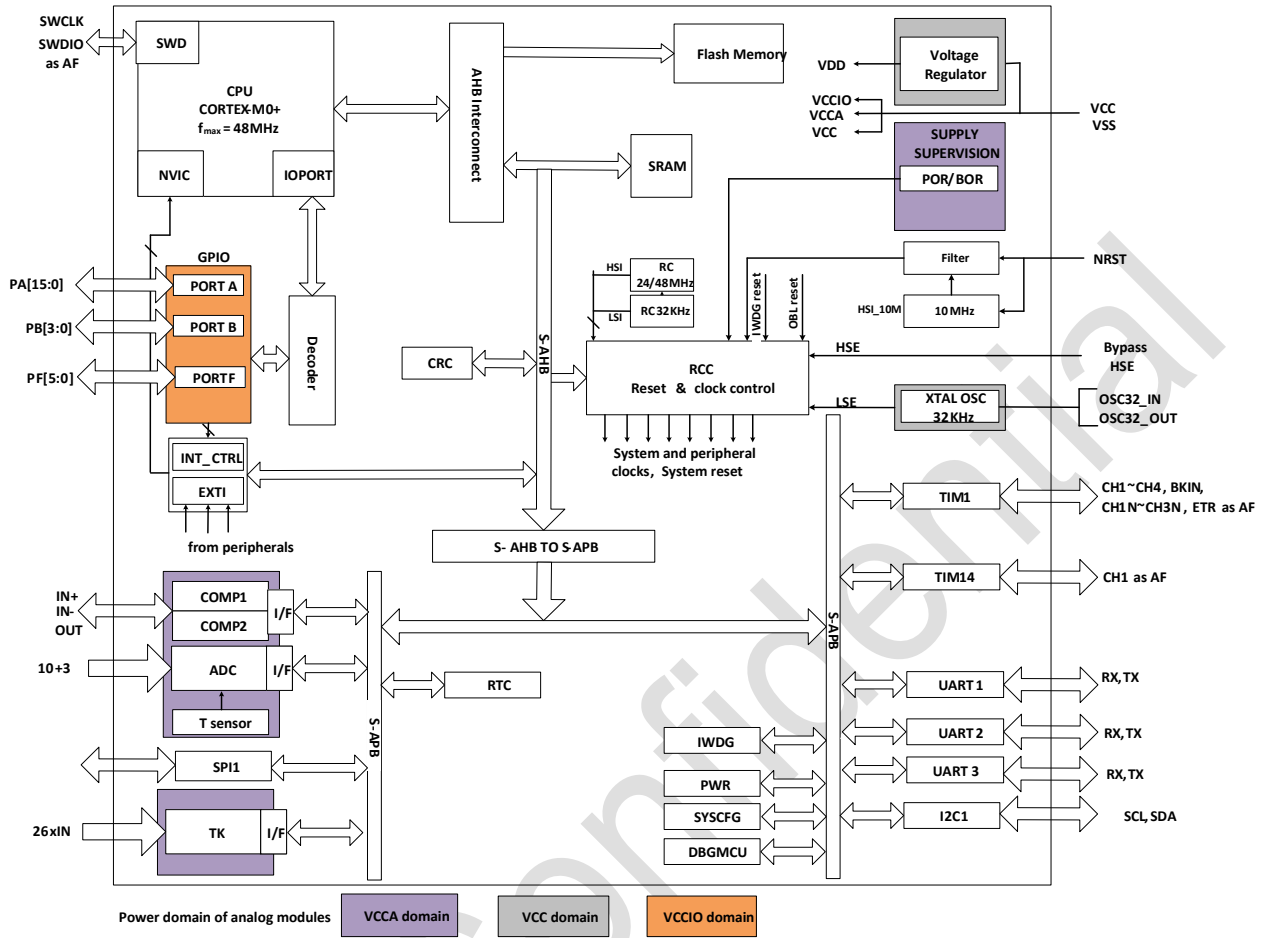 SWCLK
SWDIO
as AF
SWD
CPU
CORTEX-M0+
fmax = 48MHz
NVIC
IOPORT
AHB Interconnect
Flash Memory
SRAM
Voltage
Regulator
VDD
VCCIO
VCCA
VCC
VCC
VSS
SUPPLY
SUPERVISION
POR/BOR
GPIO
PA[15:0]
PORT A
PB[3:0]
PORT B
PF[5:0]
PORT F
Decoder
INT_CTRL
EXTI
from peripherals
CRC
S-AHB
HSI
RC
24/48MHz
LSI
RC 32KHz
IWDG reset
OBL reset
Filter
NRST
HSI_10M
10 MHz
RCC
Reset & clock control
HSE
Bypass
HSE
LSE
XTAL OSC
32KHz
OSC32_IN
OSC32_OUT
System and peripheral
clocks, System reset
S- AHB TO S-APB
IN+
IN-
OUT
COMP1
COMP2
I/F
10+3
ADC
I/F
T sensor
SPI1
26xIN
TK
I/F
S-APB
RTC
IWDG
PWR
SYSCFG
DBGMCU
S-APB
TIM1
CH1~CH4, BKIN,
CH1N~CH3N, ETR as AF
TIM14
CH1 as AF
UART 1
RX, TX
UART 2
RX, TX
UART 3
RX, TX
I2C1
SCL, SDA
Confidential
Power domain of analog modules
VCCA domain
VCC domain
VCCIO domain